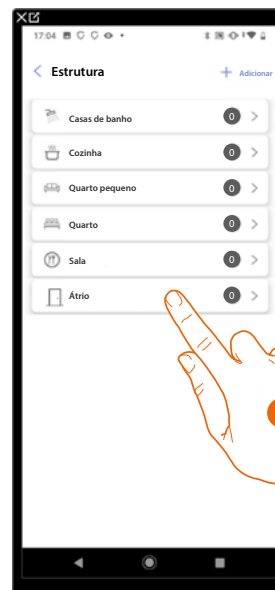 17:04
Estrutura
+ Adicionar
Casas de banho 0
Cozinha 0
Quarto pequeno 0
Quarto 0
Sala 0
Átrio 0